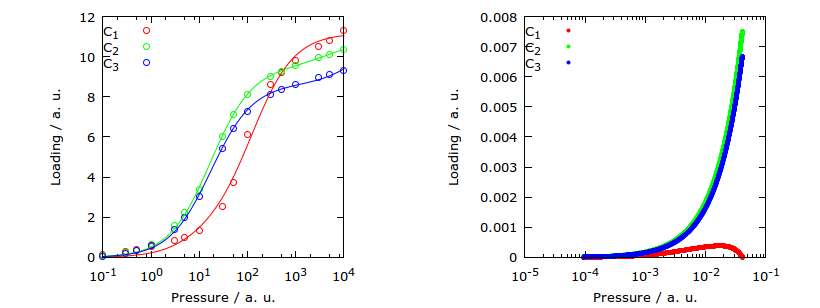 12
10
8
6
4
2
0
Loading / a. u.
C₁
C₂
C₃
10⁻¹ 10⁰ 10¹ 10² 10³ 10⁴
Pressure / a. u.
0.008
0.007
0.006
0.005
0.004
0.003
0.002
0.001
0
Loading / a. u.
C₁
C₂
C₃
10⁻⁵ 10⁻⁴ 10⁻³ 10⁻² 10⁻¹
Pressure / a. u.